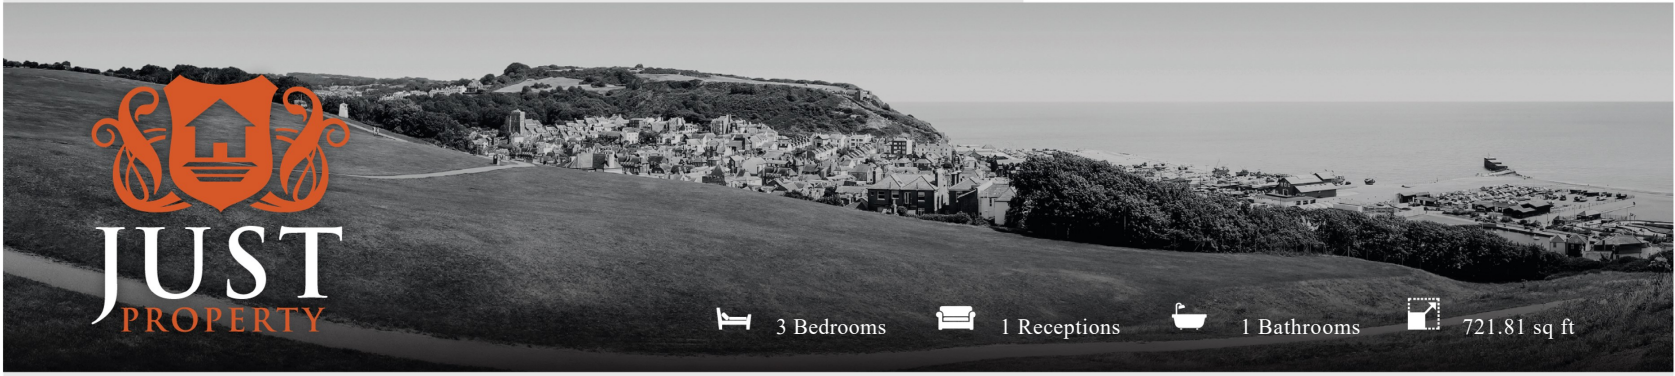 JUST
PROPERTY
3 Bedrooms
1 Receptions
1 Bathrooms
721.81 sq ft